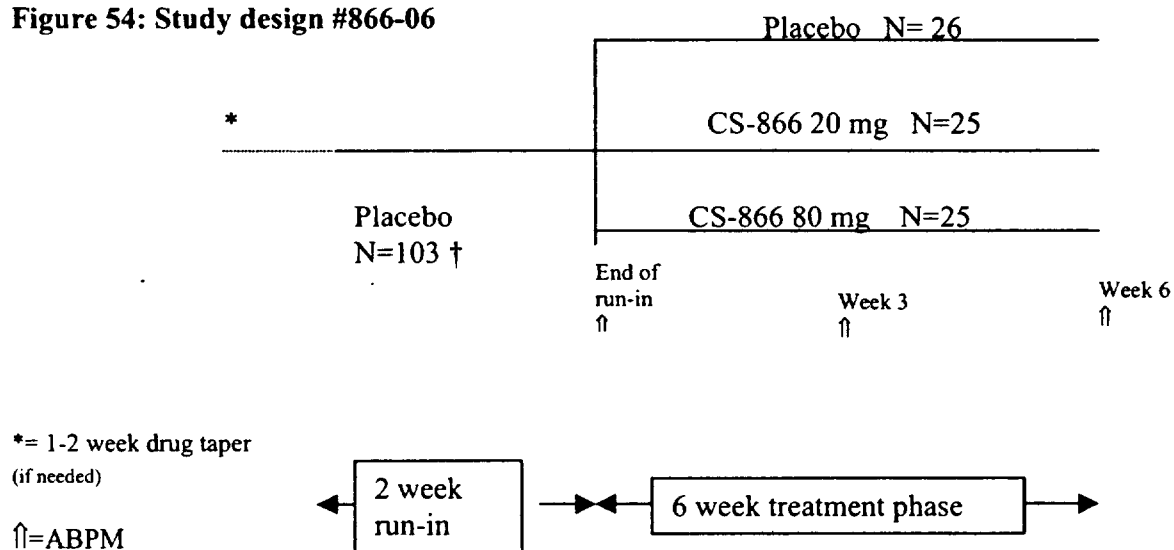 Figure 54: Study design #866-06
Placebo N= 26
*
CS-866 20 mg N=25
Placebo
N=103 †
CS-866 80 mg N=25
End of
run-in
⇑
Week 3
⇑
Week 6
⇑
*= 1-2 week drug taper
(if needed)
⇑=ABPM
2 week
run-in
6 week treatment phase